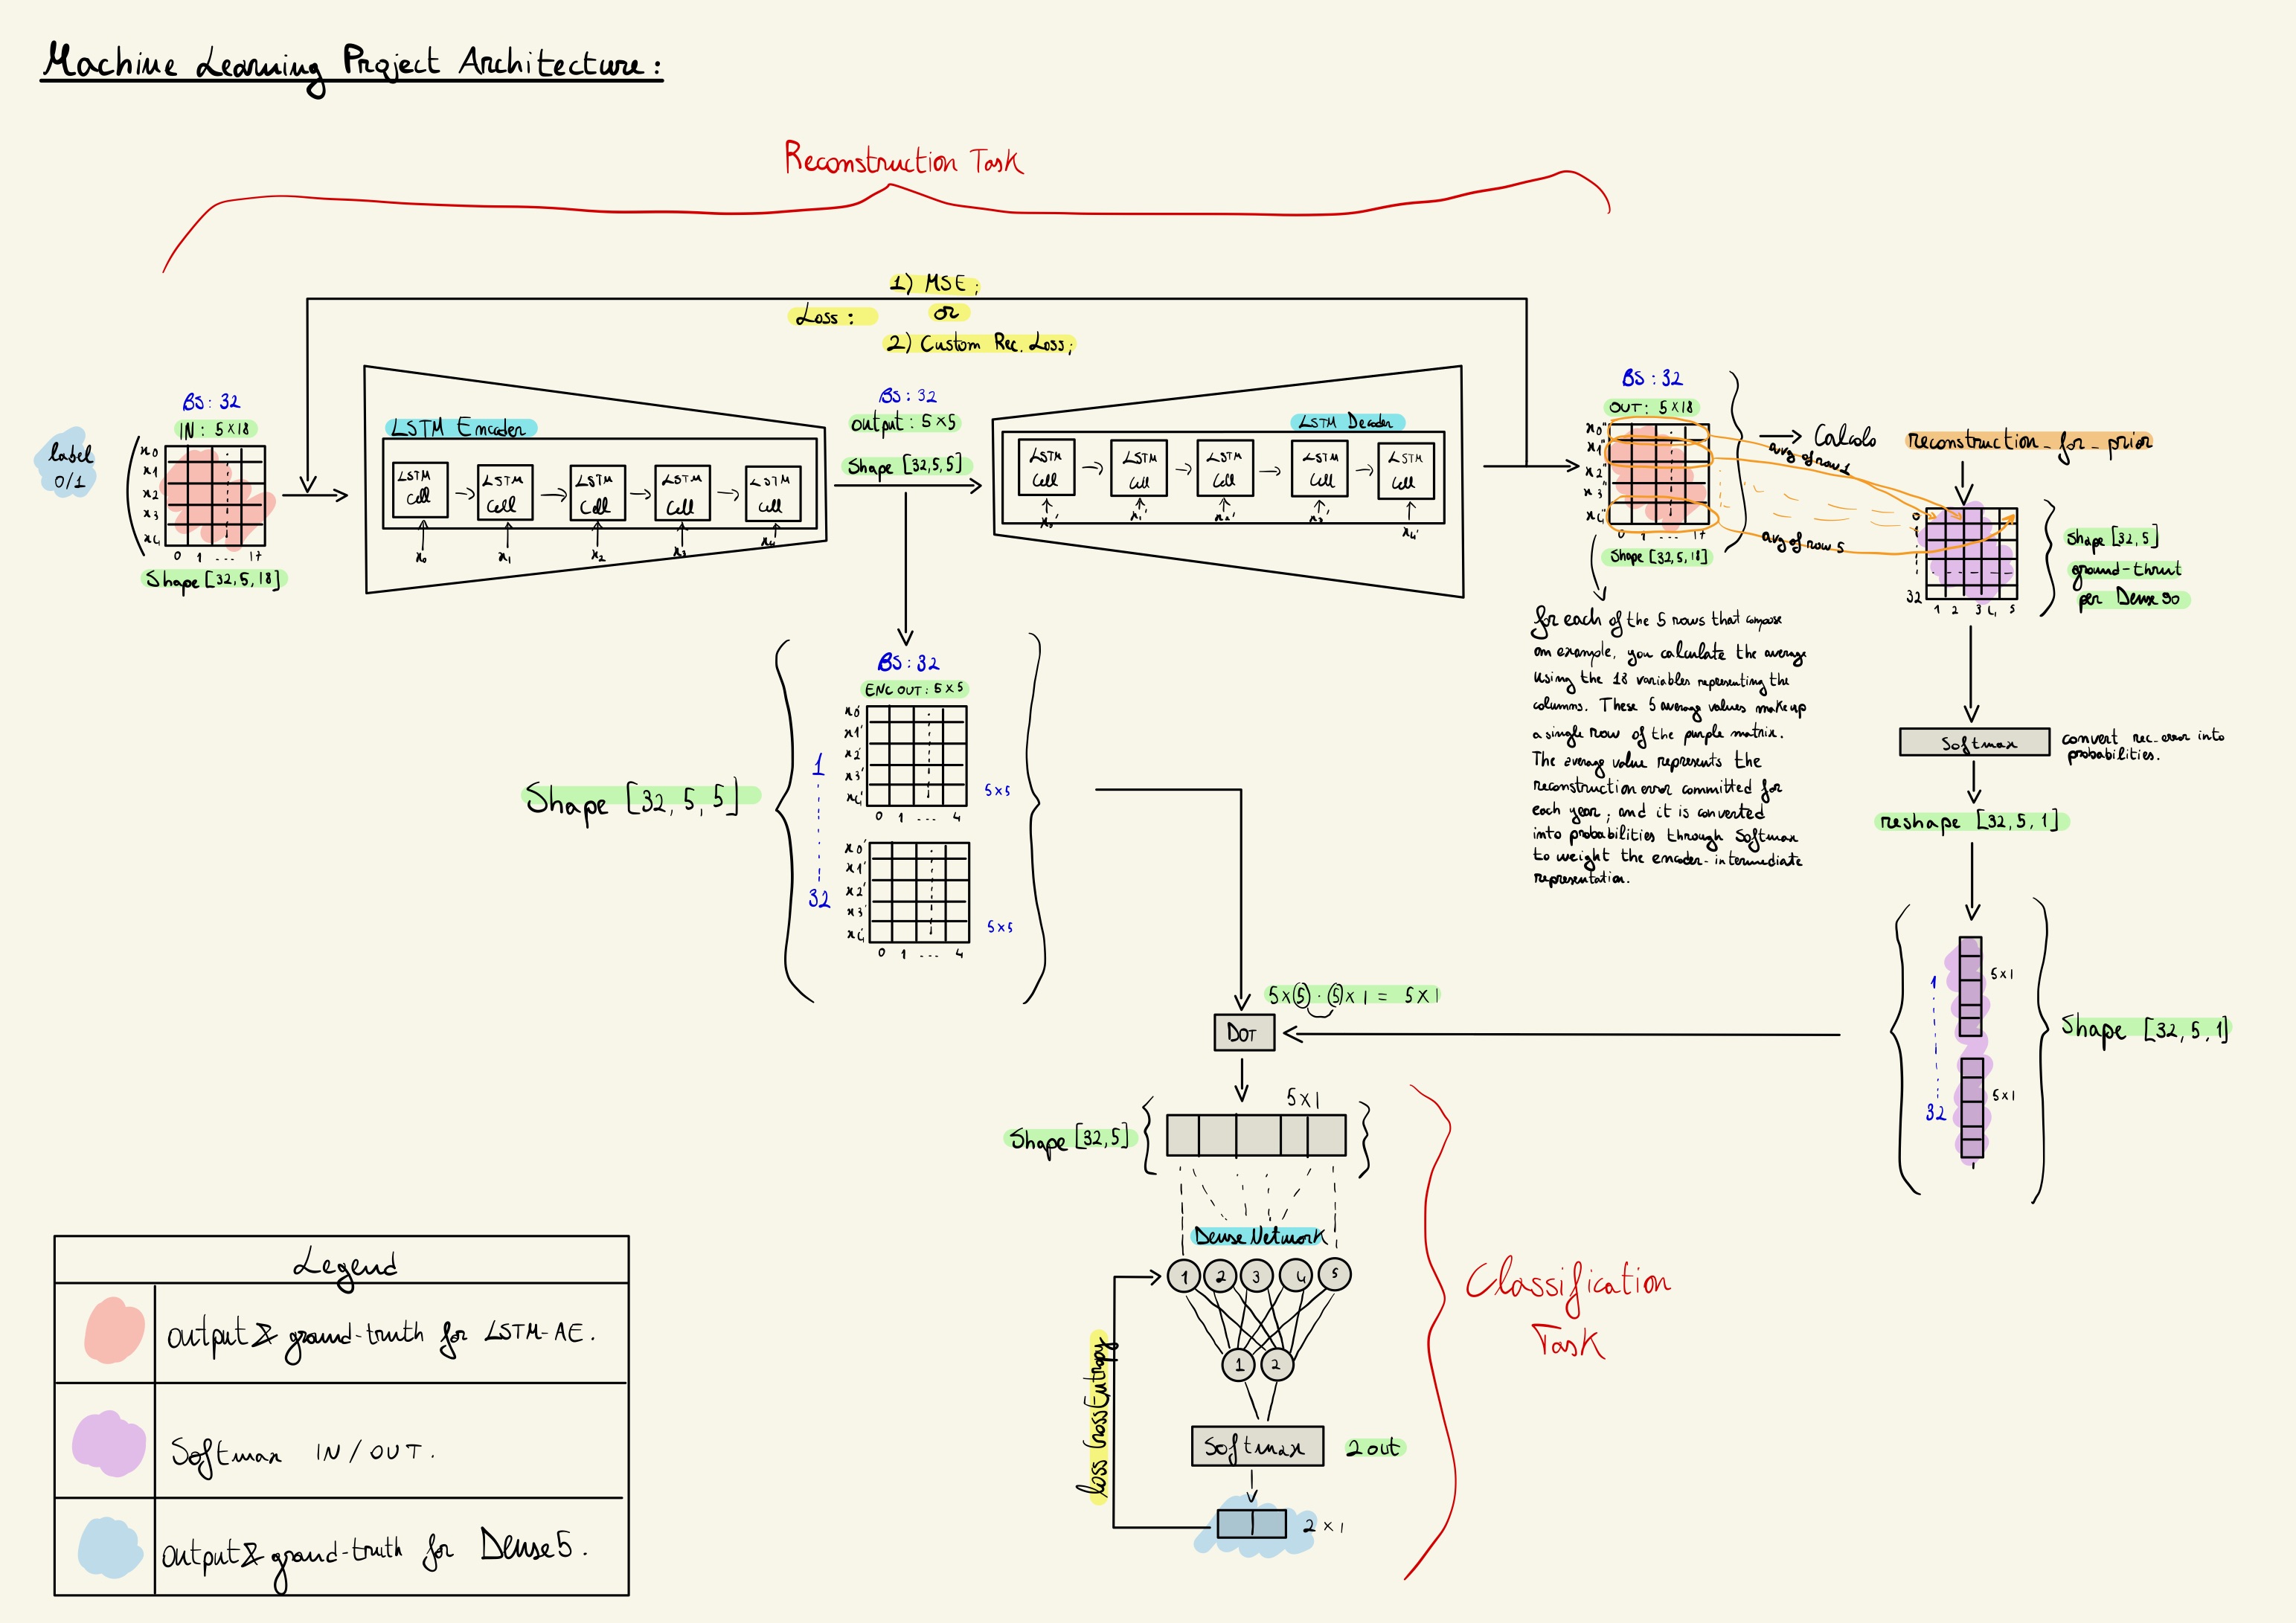 Machine Learning Project Architecture :
Reconstruction Task
1) MSE ;
Loss :
or
2) Custom Rec. Loss;
label
0/1
BS : 32
IN : 5x18
x0
x1
x2
x3
x4
0 1 ... 17
Shape [32,5,18]
LSTM Encoder
LSTM Cell
LSTM Cell
LSTM Cell
LSTM Cell
LSTM Cell
x0 x1 x2 x3 x4
BS : 32
output : 5x5
Shape [32,5,5]
LSTM Decoder
LSTM Cell
LSTM Cell
LSTM Cell
LSTM Cell
LSTM Cell
x0' x1' x2' x3' x4'
BS : 32
OUT : 5x18
x0"
x1"
x2"
x3"
x4"
0 1 ... 17
Shape [32,5,18]
Calcolo
reconstruction_for_prior
avg of row 1
avg of row 5
0
1
32
1 2 3 4 5
Shape [32,5]
ground-thrut
per Dense 90
for each of the 5 rows that compose
an example, you calculate the average
using the 18 variables representing the
columns. These 5 average values make up
a single row of the purple matrix.
The average value represents the
reconstruction error committed for
each year, and it is converted
into probabilities through Softmax
to weight the encoder-intermediate
representation.
Softmax
convert rec_error into
probabilities.
reshape [32,5,1]
1
32
5x1
5x1
Shape [32,5,1]
Shape [32,5,5]
BS : 32
ENC OUT : 5x5
x0'
x1'
x2'
x3'
x4'
0 1 ... 4
5x5
1
32
x0'
x1'
x2'
x3'
x4'
0 1 ... 4
5x5
5x5 · 5x1 = 5x1
DOT
5x1
Shape [32,5]
Dense Network
1 2 3 4 5
1 2
loss CrossEntropy
Softmax
2 out
2x1
Classification
Task
Legend
output & ground-truth for LSTM-AE.
Softmax IN / OUT.
output & ground-truth for Dense5.